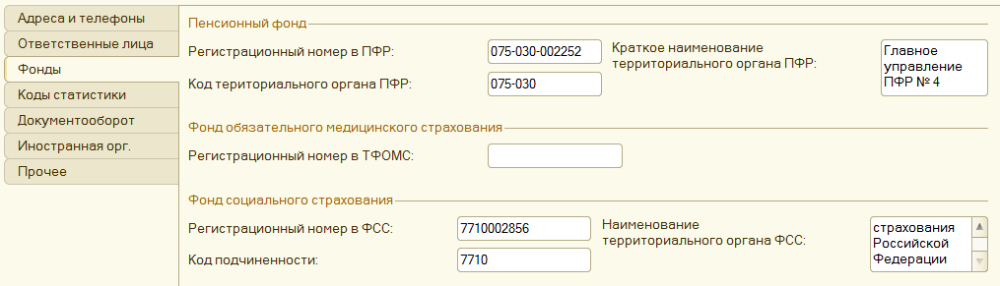 Адреса и телефоны
Ответственные лица
Фонды
Коды статистики
Документооборот
Иностранная орг.
Прочее
Пенсионный фонд
Регистрационный номер в ПФР: 075-030-002252
Краткое наименование
территориального органа ПФР:
Главное
управление
ПФР № 4
Код териториального органа ПФР: 075-030
Фонд обязательного медицинского страхования
Регистрационный номер в ТФОМС:
Фонд социального страхования
Регистрационный номер в ФСС: 7710002856
Наименование
территориального органа ФСС:
страхования
Российской
Федерации
Код подчиненности: 7710